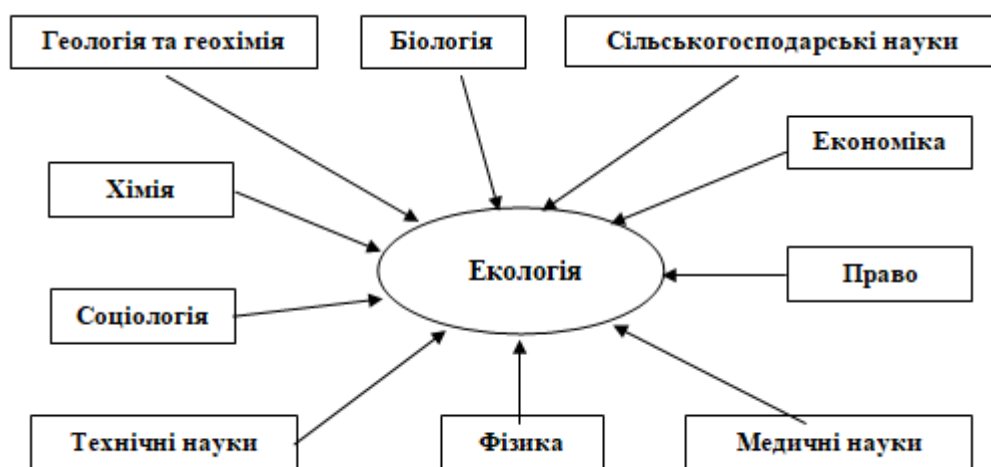 Геологія та геохімія
Біологія
Сільськогосподарські науки
Економіка
Хімія
Екологія
Право
Соціологія
Технічні науки
Фізика
Медичні науки